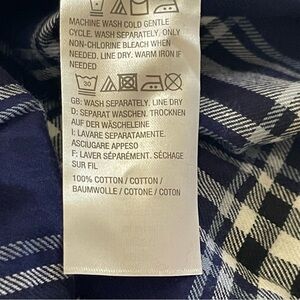 MACHINE WASH COLD GENTLE
CYCLE. WASH SEPARATELY. ONLY
NON-CHLORINE BLEACH WHEN
NEEDED. LINE DRY. WARM IRON IF
NEEDED
30
GB: WASH SEPARATELY. LINE DRY
D: SEPARAT WASCHEN. TROCKNEN
AUF DER WÄSCHELEINE
I: LAVARE SEPARATAMENTE.
ASCIUGARE APPESO
F: LAVER SÉPARÉMENT. SÉCHAGE
SUR FIL
100% COTTON / COTTON /
BAUMWOLLE / COTONE / COTON